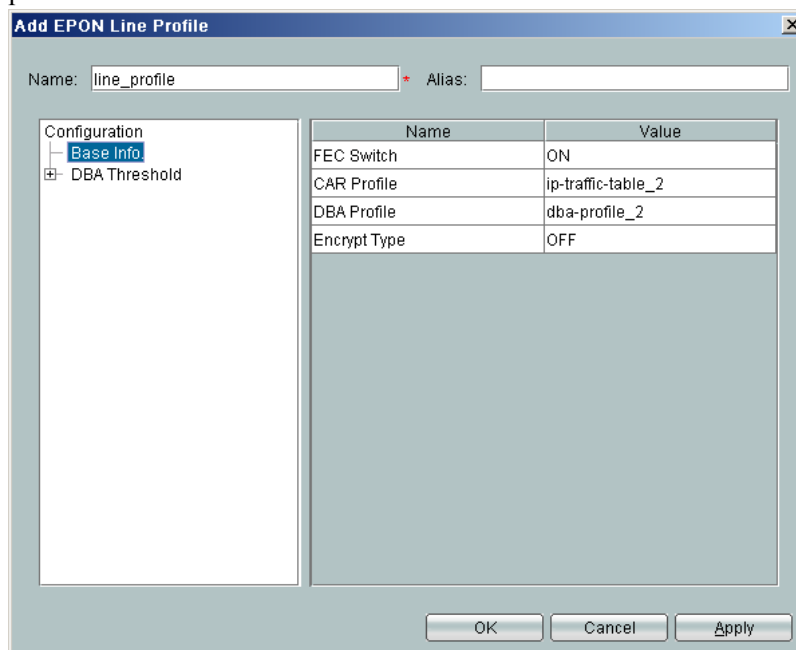 Add EPON Line Profile
Name: line_profile * Alias:
Configuration
Base Info.
DBA Threshold
Name Value
FEC Switch ON
CAR Profile ip-traffic-table_2
DBA Profile dba-profile_2
Encrypt Type OFF
OK Cancel Apply